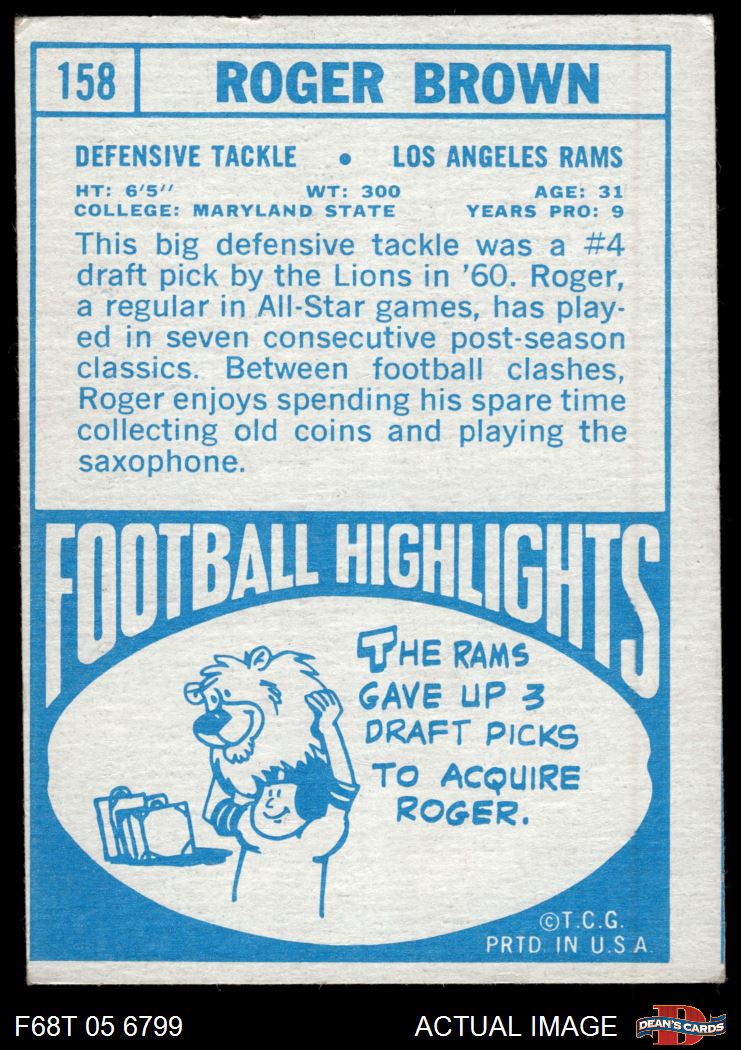 158 ROGER BROWN
DEFENSIVE TACKLE • LOS ANGELES RAMS
HT: 6'5'' WT: 300 AGE: 31
COLLEGE: MARYLAND STATE YEARS PRO: 9
This big defensive tackle was a #4
draft pick by the Lions in '60. Roger,
a regular in All-Star games, has play-
ed in seven consecutive post-season
classics. Between football clashes,
Roger enjoys spending his spare time
collecting old coins and playing the
saxophone.
FOOTBALL HIGHLIGHTS
THE RAMS
GAVE UP 3
DRAFT PICKS
TO ACQUIRE
ROGER.
©T.C.G.
PRTD. IN U.S.A.
F68T 05 6799 ACTUAL IMAGE
D
DEAN'S CARDS